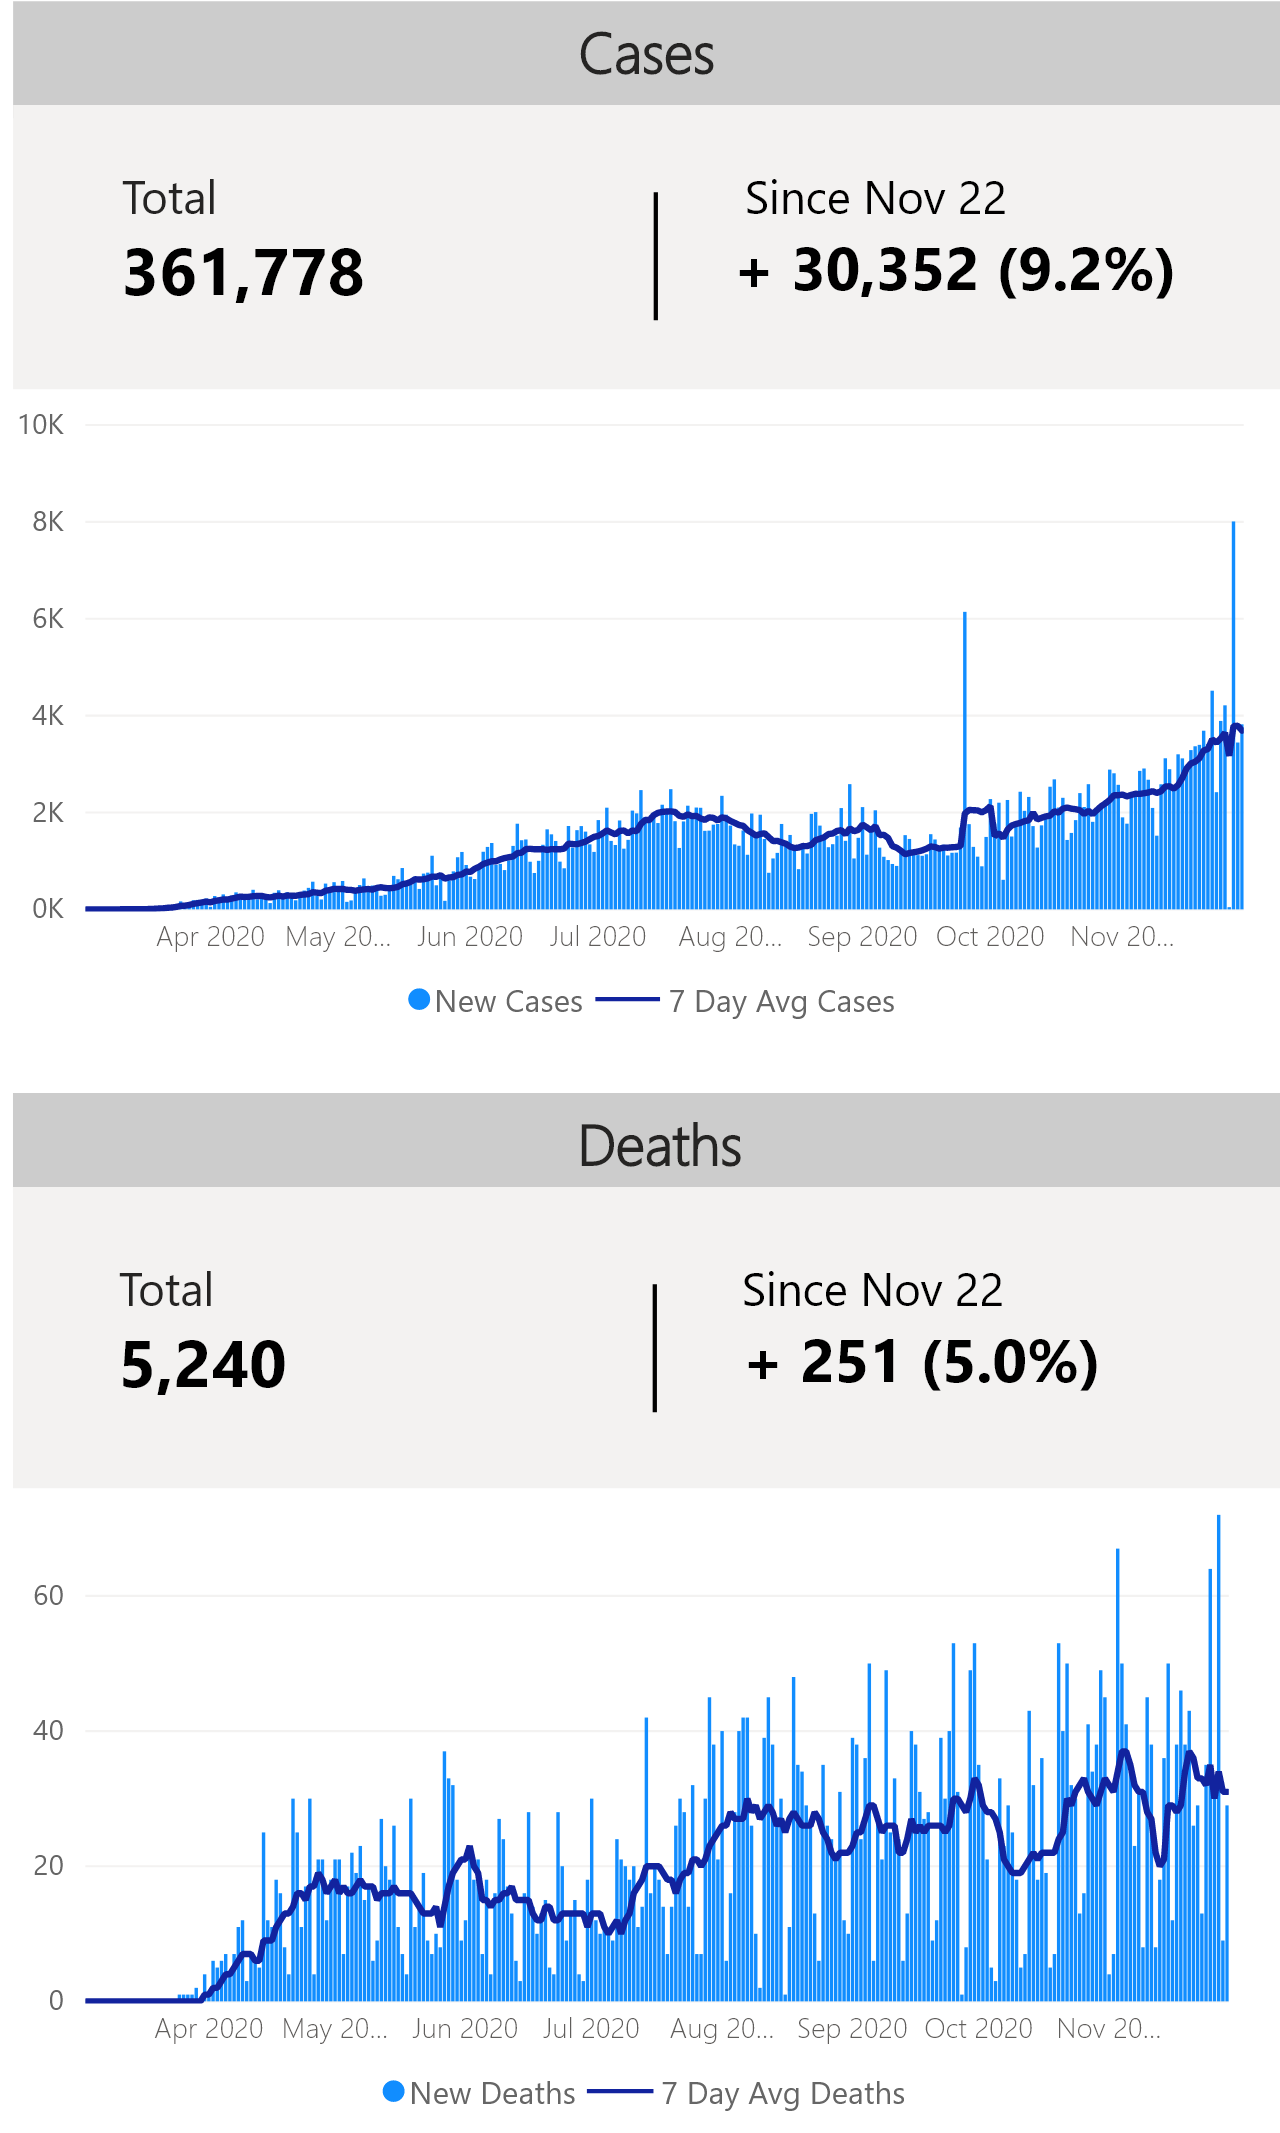 Cases
Total
Since Nov 22
361,778
+ 30,352 (9.2%)
10K
8K
6K
4K
2K
0K
Apr 2020 May 20... Jun 2020 Jul 2020 Aug 20... Sep 2020 Oct 2020 Nov 20...
New Cases 7 Day Avg Cases
Deaths
Total
Since Nov 22
5,240
+ 251 (5.0%)
60
40
20
0
Apr 2020 May 20... Jun 2020 Jul 2020 Aug 20... Sep 2020 Oct 2020 Nov 20...
New Deaths 7 Day Avg Deaths